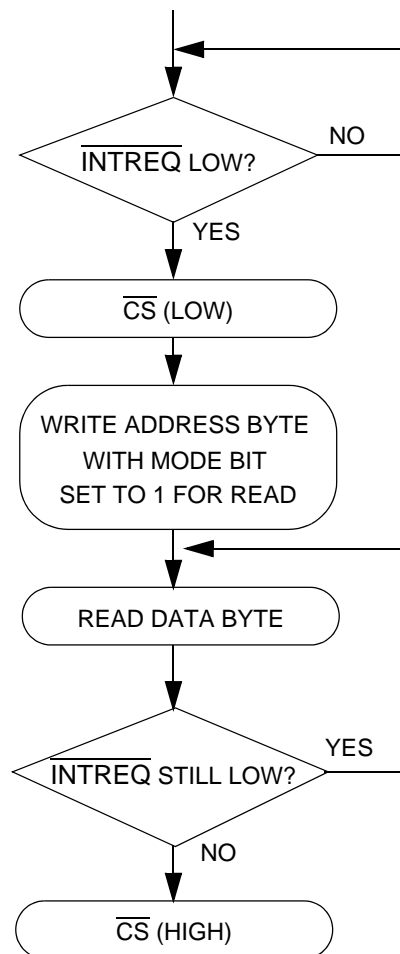 INTREQ LOW?
NO
YES
CS (LOW)
WRITE ADDRESS BYTE
WITH MODE BIT
SET TO 1 FOR READ
READ DATA BYTE
YES
INTREQ STILL LOW?
NO
CS (HIGH)